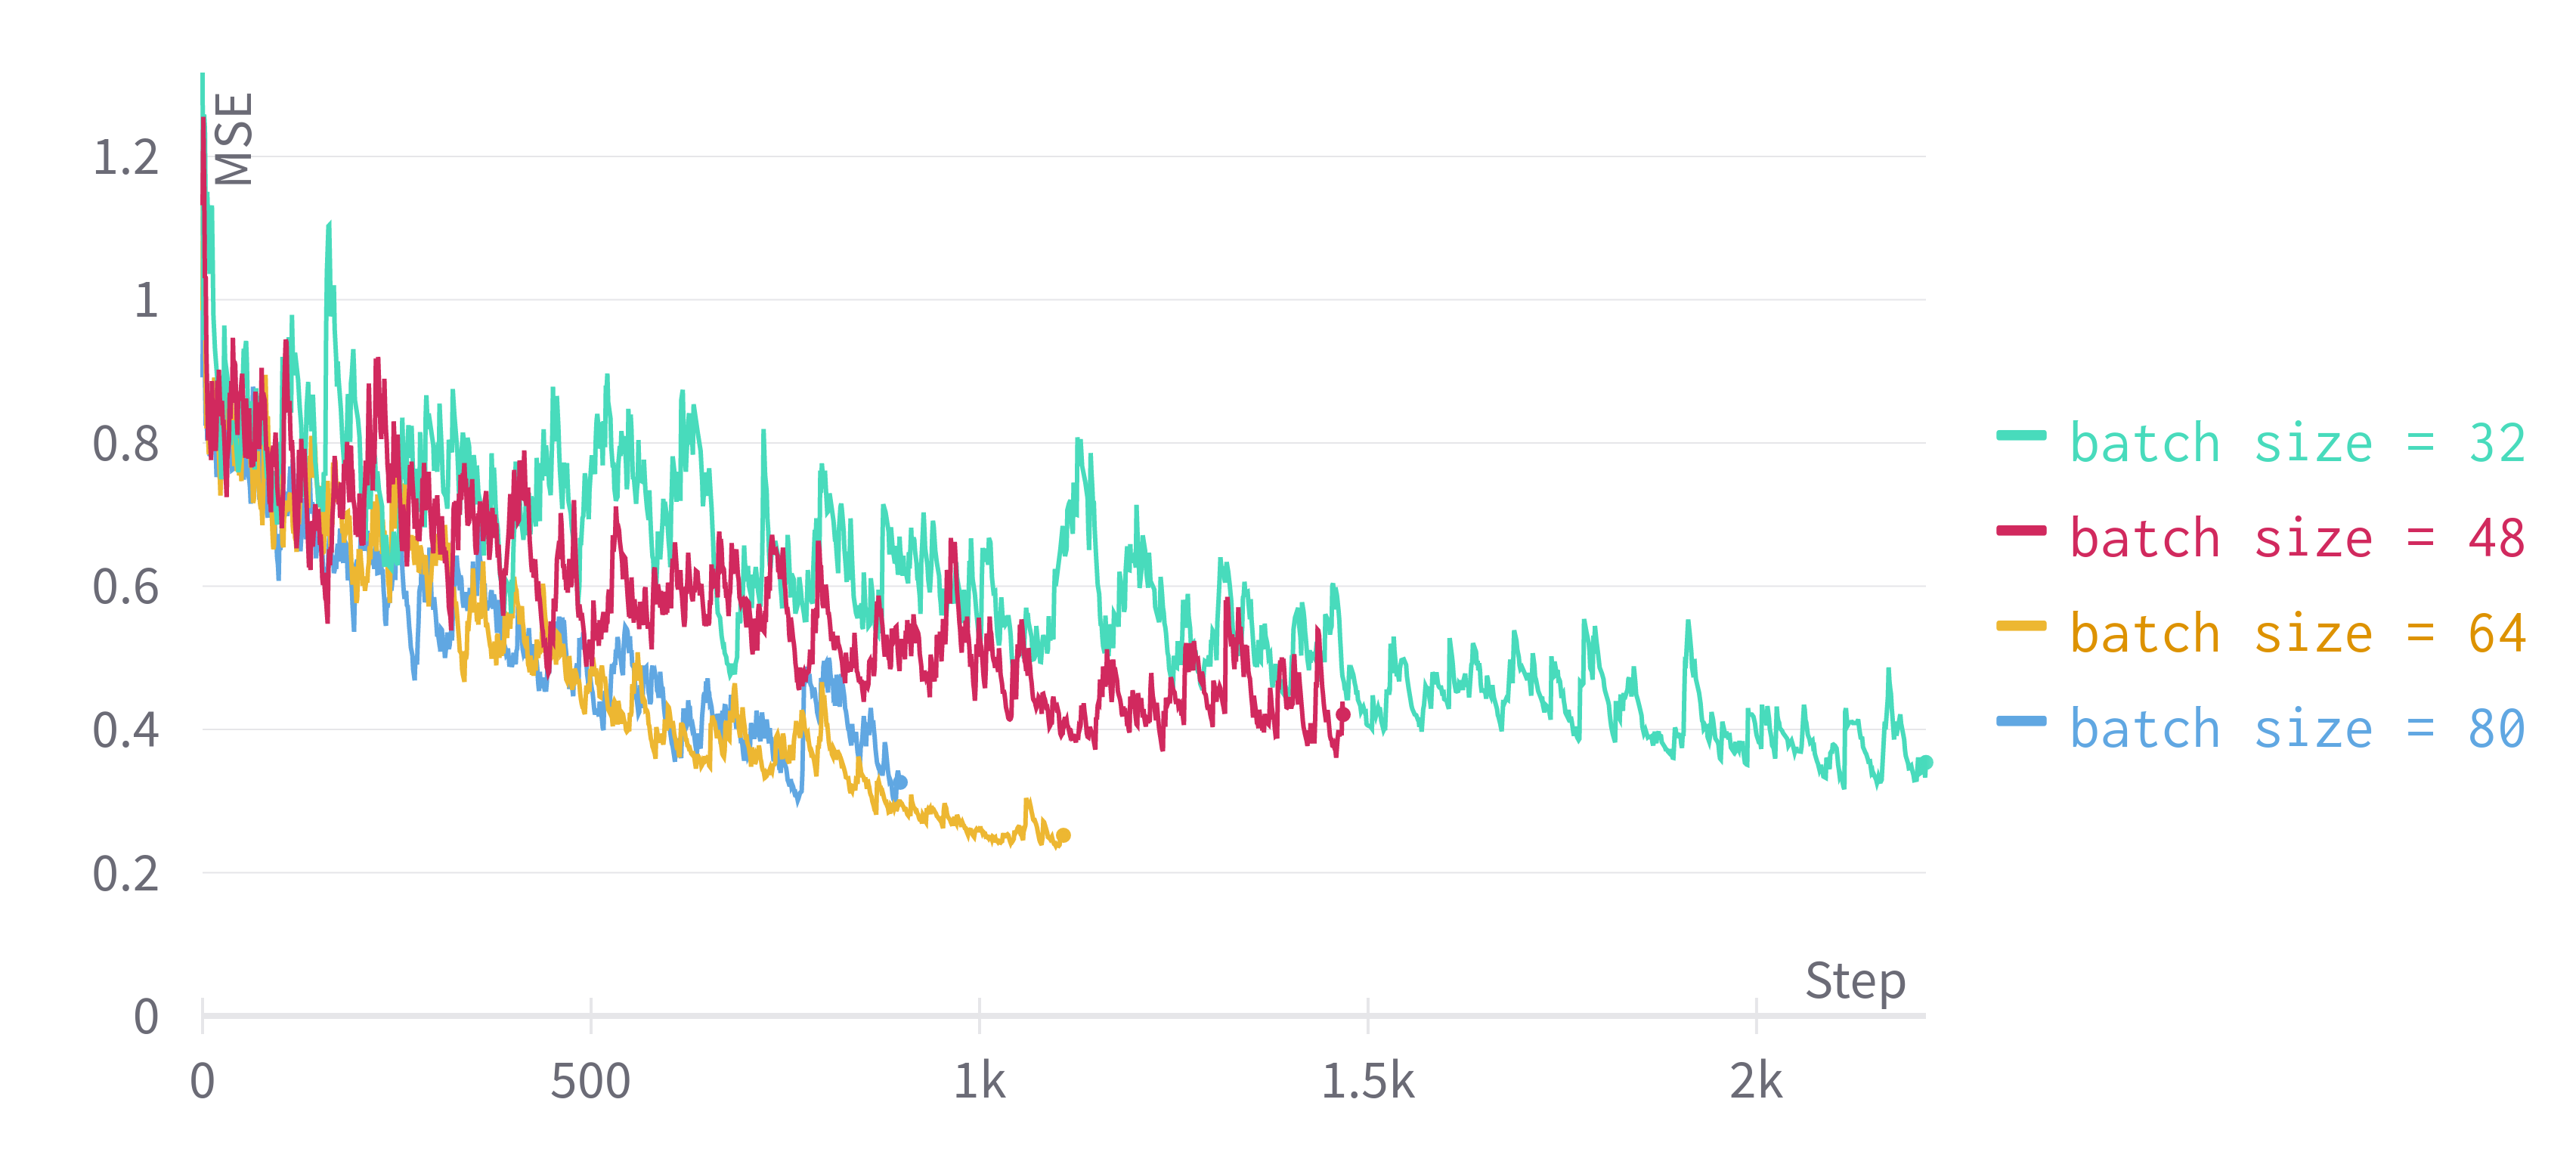 MSE
1.2
1
0.8
0.6
0.4
0.2
0
Step
0 500 1k 1.5k 2k
batch size = 32
batch size = 48
batch size = 64
batch size = 80